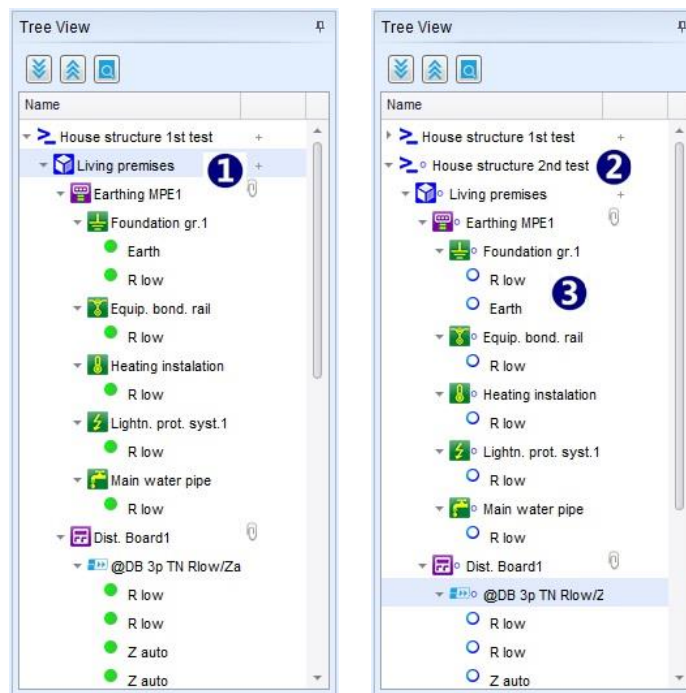 Tree View
Name
House structure 1st test +
Living premises 1 +
Earthing MPE1
Foundation gr.1
Earth
R low
Equip. bond. rail
R low
Heating instalation
R low
Lightn. prot. syst.1
R low
Main water pipe
R low
Dist. Board1
@DB 3p TN Rlow/Za
R low
R low
Z auto
Z auto
Tree View
Name
House structure 1st test +
House structure 2nd test 2
Living premises +
Earthing MPE1
Foundation gr.1
R low
3
Earth
Equip. bond. rail
R low
Heating instalation
R low
Lightn. prot. syst.1
R low
Main water pipe
R low
Dist. Board1
@DB 3p TN Rlow/Z
R low
R low
Z auto